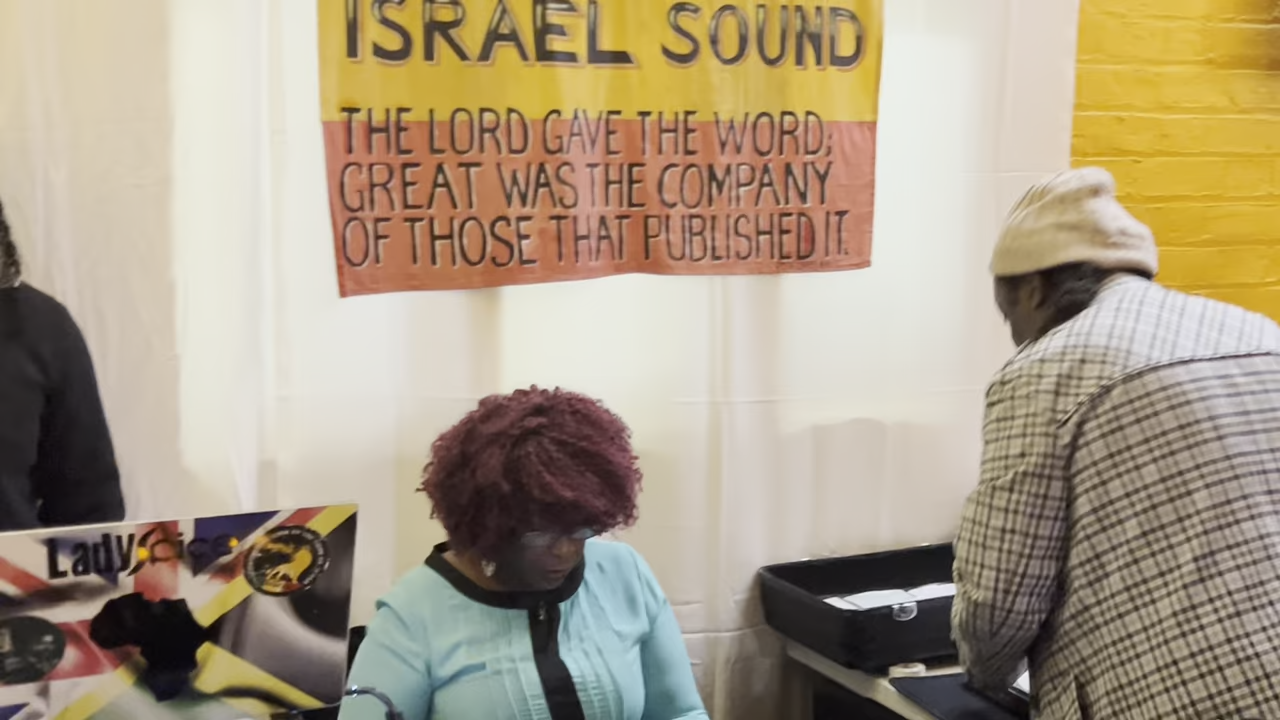 ISRAEL SOUND
THE LORD GAVE THE WORD;
GREAT WAS THE COMPANY
OF THOSE THAT PUBLISHED IT.
Lady